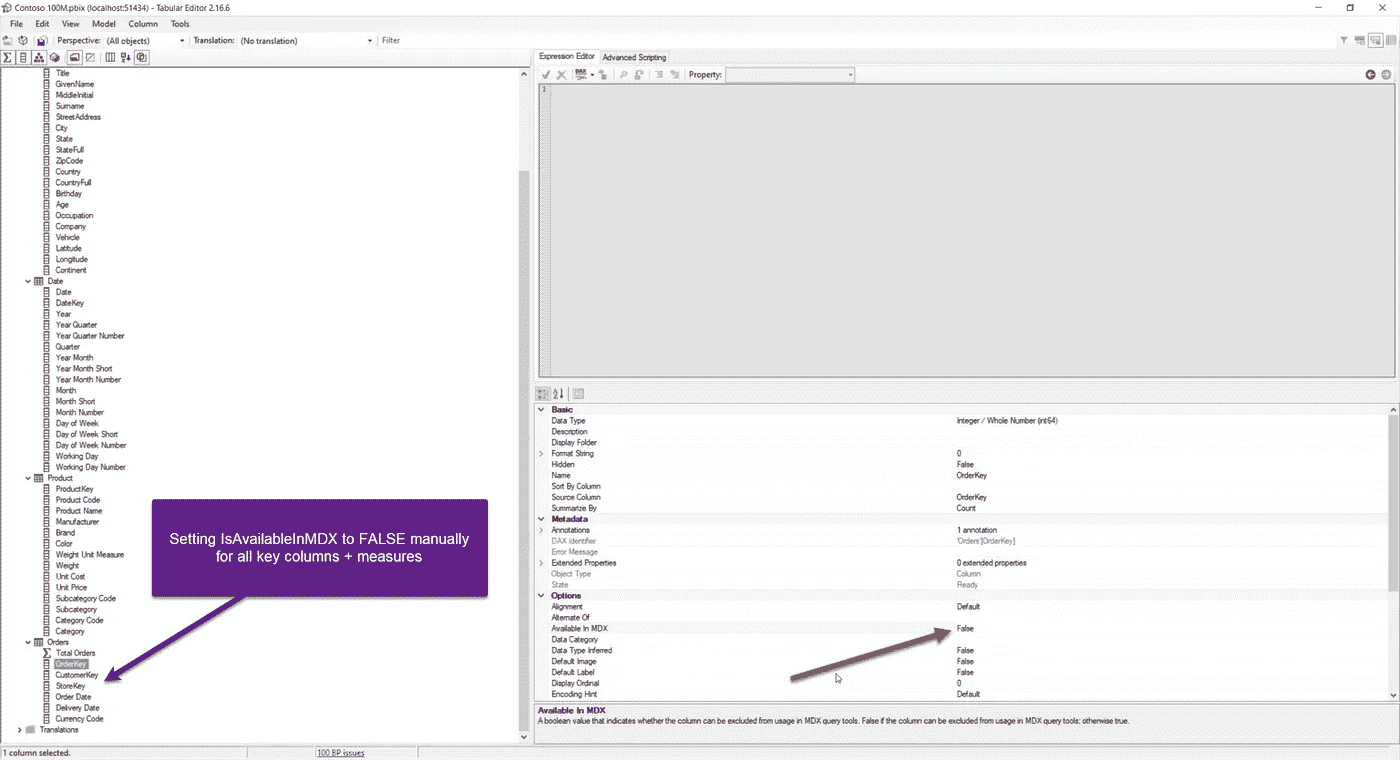 Contoso 100M.pbix (localhost:51434) - Tabular Editor 2.16.6
File Edit View Model Column Tools
Perspective: (All objects) Translation: (No translation) Filter
Title
GivenName
MiddleInitial
Surname
StreetAddress
City
State
StateFull
ZipCode
Country
CountryFull
Birthday
Age
Occupation
Company
Vehicle
Latitude
Longitude
Continent
Date
Date
DateKey
Year
Year Quarter
Year Quarter Number
Quarter
Year Month
Year Month Short
Year Month Number
Month
Month Short
Month Number
Day of Week
Day of Week Short
Day of Week Number
Working Day
Working Day Number
Product
ProductKey
Product Code
Product Name
Manufacturer
Brand
Color
Weight Unit Measure
Weight
Unit Cost
Unit Price
Subcategory Code
Subcategory
Category Code
Category
Orders
Total Orders
OrderKey
CustomerKey
StoreKey
Order Date
Delivery Date
Currency Code
Translations
Setting IsAvailableInMDX to FALSE manually
for all key columns + measures
Expression Editor Advanced Scripting
Property:
1
Basic
Data Type Integer / Whole Number (int64)
Description
Display Folder
Format String 0
Hidden False
Name OrderKey
Sort By Column
Source Column OrderKey
Summarize By Count
Metadata
Annotations 1 annotation
DAX identifier 'Orders'[OrderKey]
Error Message
Extended Properties 0 extended properties
Object Type Column
State Ready
Options
Alignment Default
Alternate Of
Available In MDX False
Data Category
Data Type Inferred False
Default Image False
Default Label False
Display Ordinal 0
Encoding Hint Default
Available In MDX
A boolean value that indicates whether the column can be excluded from usage in MDX query tools. False if the column can be excluded from usage in MDX query tools; otherwise true.
1 column selected. 100 BP issues